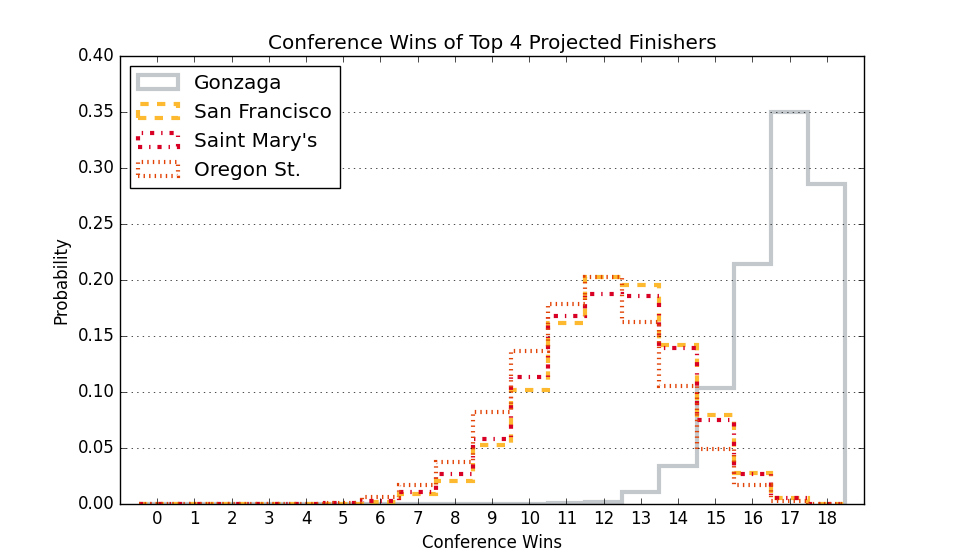 Conference Wins of Top 4 Projected Finishers
0.40
0.35
0.30
0.25
0.20
0.15
0.10
0.05
0.00
Probability
Gonzaga
San Francisco
Saint Mary's
Oregon St.
0 1 2 3 4 5 6 7 8 9 10 11 12 13 14 15 16 17 18
Conference Wins